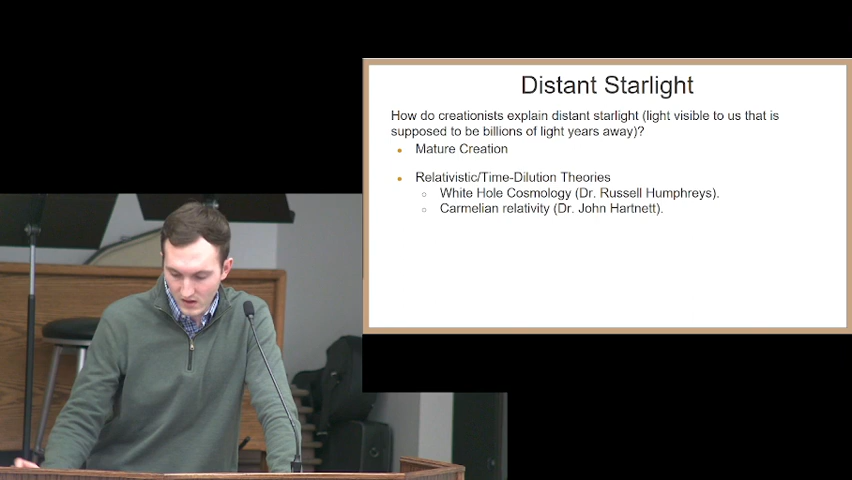 Distant Starlight
How do creationists explain distant starlight (light visible to us that is
supposed to be billions of light years away)?
• Mature Creation
• Relativistic/Time-Dilution Theories
○ White Hole Cosmology (Dr. Russell Humphreys).
○ Carmelian relativity (Dr. John Hartnett).